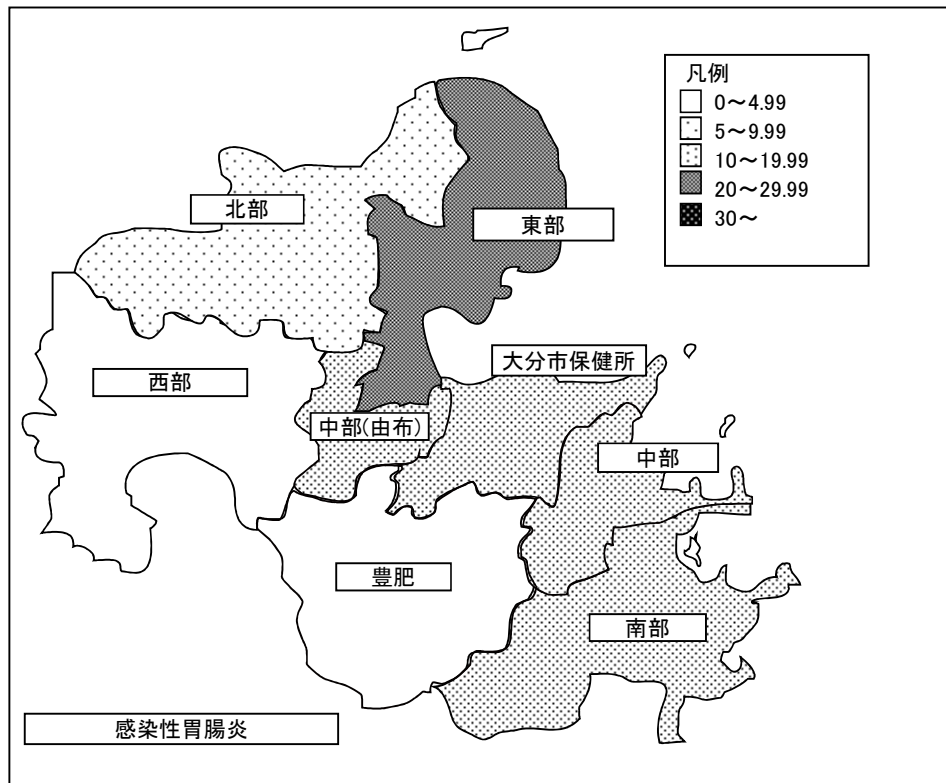 凡例
0～4.99
5～9.99
10～19.99
20～29.99
30～
北部
東部
大分市保健所
西部
中部(由布)
中部
豊肥
南部
感染性胃腸炎